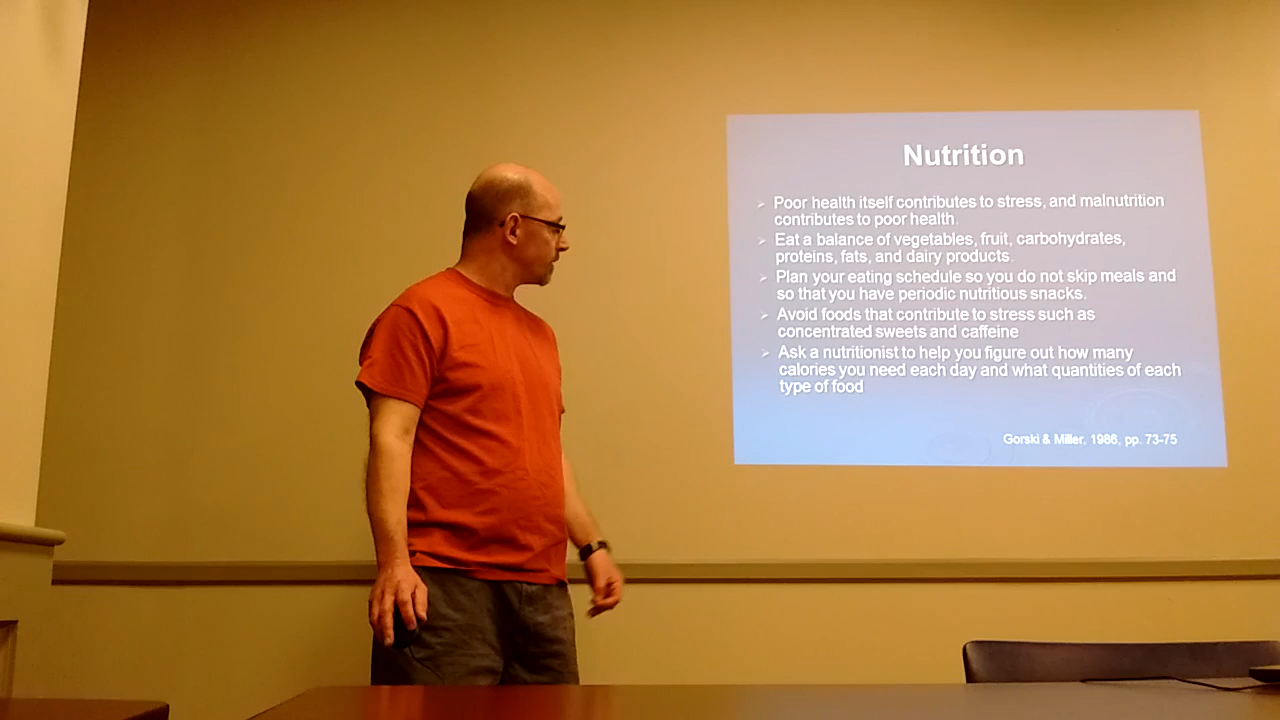 Nutrition
➢ Poor health itself contributes to stress, and malnutrition
contributes to poor health.
➢ Eat a balance of vegetables, fruit, carbohydrates,
proteins, fats, and dairy products.
➢ Plan your eating schedule so you do not skip meals and
so that you have periodic nutritious snacks.
➢ Avoid foods that contribute to stress such as
concentrated sweets and caffeine
➢ Ask a nutritionist to help you figure out how many
calories you need each day and what quantities of each
type of food
Gorski & Miller, 1986, pp. 73-75